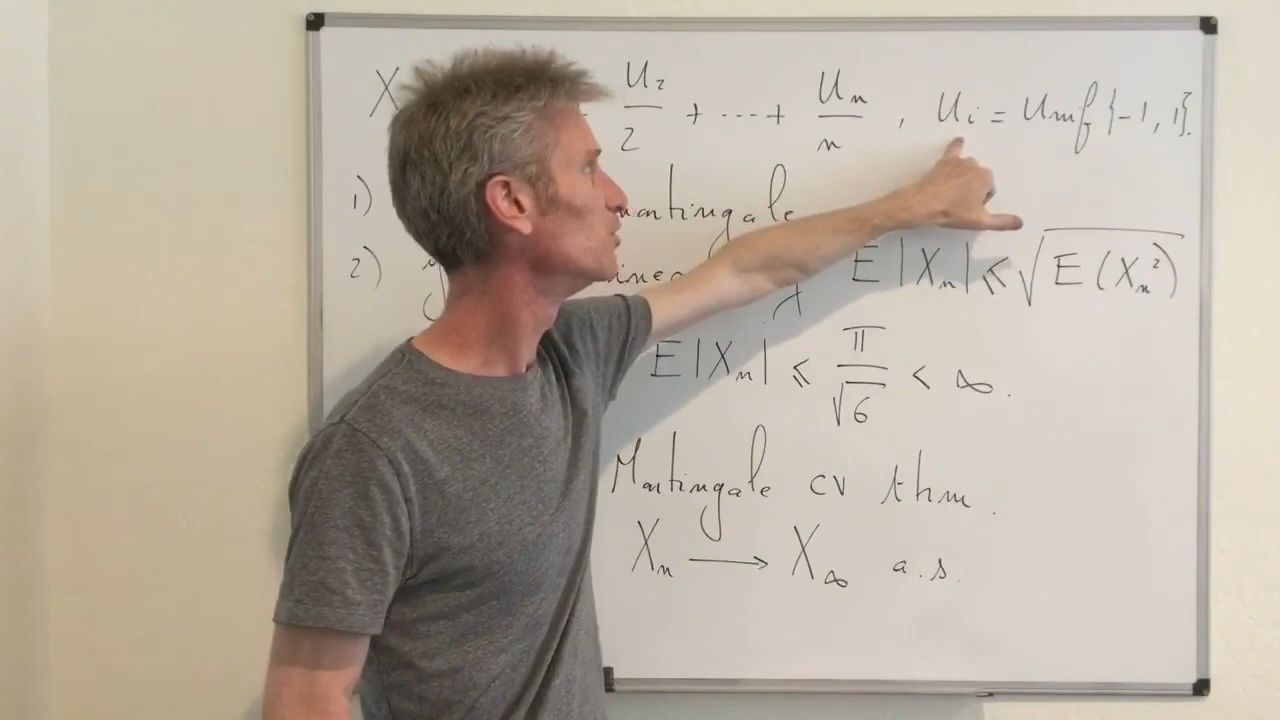 X U₂/2 + ... + Uₙ/n , Uᵢ = Unif {-1, 1}.
1) martingale
2) E |Xₙ| ⩽ √E (Xₙ²)
E |Xₙ| ⩽ π/√6 < ∞.
Martingale cv thm.
Xₙ ⟶ X∞ a.s.